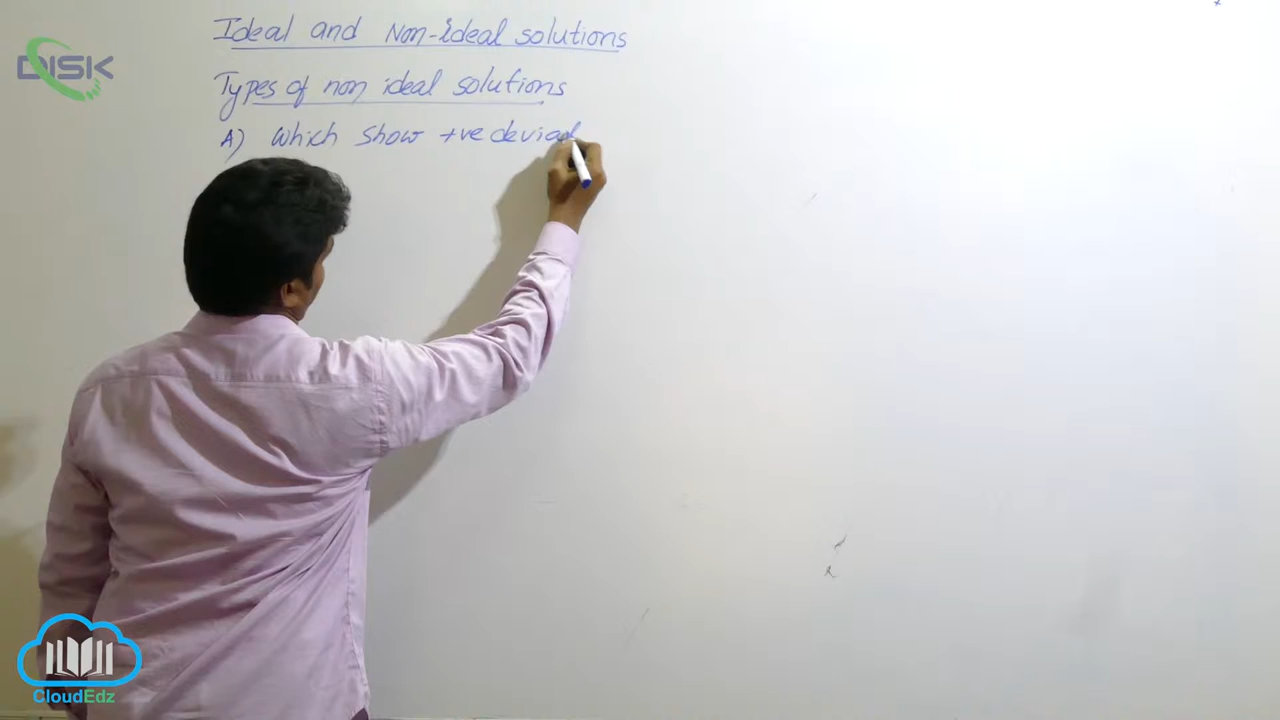 DISK
Ideal and Non-Ideal solutions
Types of non ideal solutions
A) Which show +ve deviat
CloudEdz